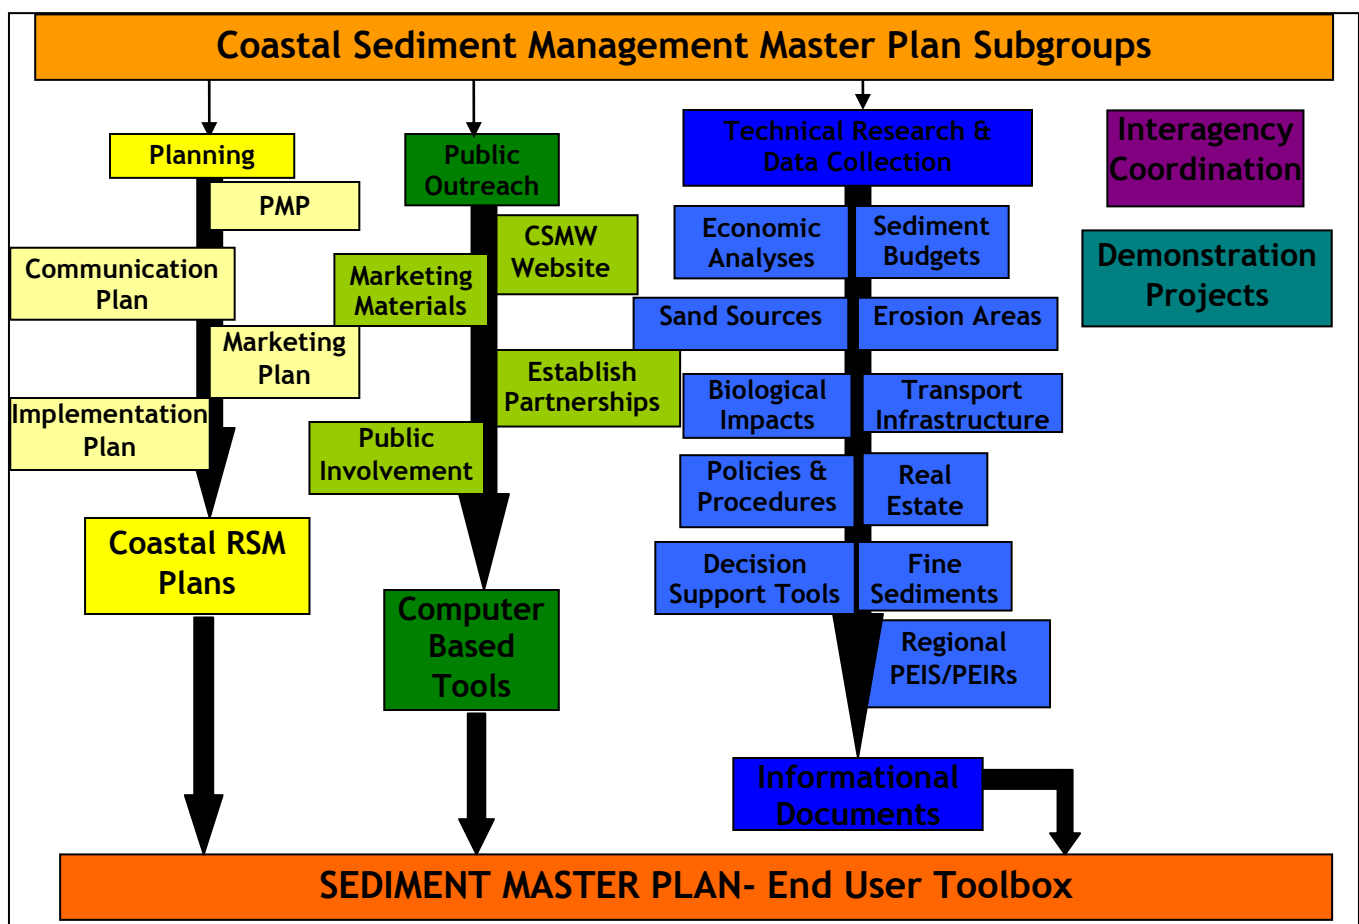 Coastal Sediment Management Master Plan Subgroups
Planning
PMP
Communication
Plan
Marketing
Plan
Implementation
Plan
Coastal RSM
Plans
Public
Outreach
CSMW
Website
Marketing
Materials
Establish
Partnerships
Public
Involvement
Computer
Based
Tools
Technical Research &
Data Collection
Economic
Analyses
Sediment
Budgets
Sand Sources
Erosion Areas
Biological
Impacts
Transport
Infrastructure
Policies &
Procedures
Real
Estate
Decision
Support Tools
Fine
Sediments
Regional
PEIS/PEIRs
Informational
Documents
Interagency
Coordination
Demonstration
Projects
SEDIMENT MASTER PLAN- End User Toolbox